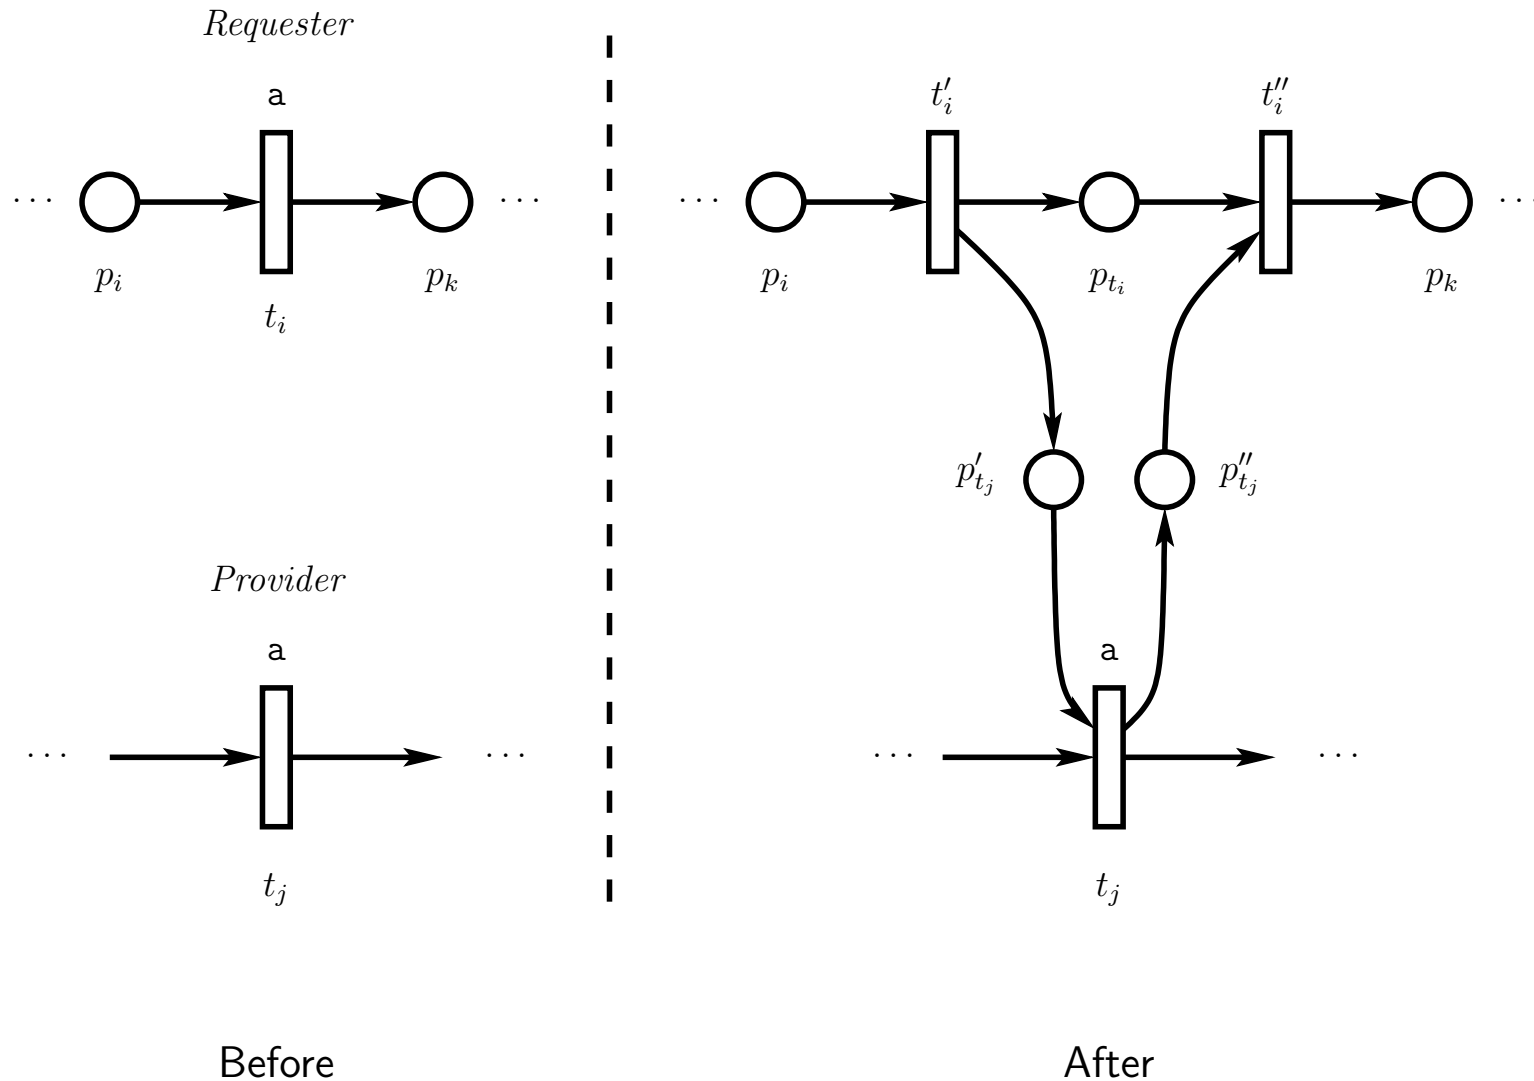 Requester
a
··· ···
p_i p_k
t_i
Provider
a
··· ···
t_j
Before
t′_i t″_i
··· ···
p_i p_{t_i} p_k
p′_{t_j} p″_{t_j}
a
··· ···
t_j
After